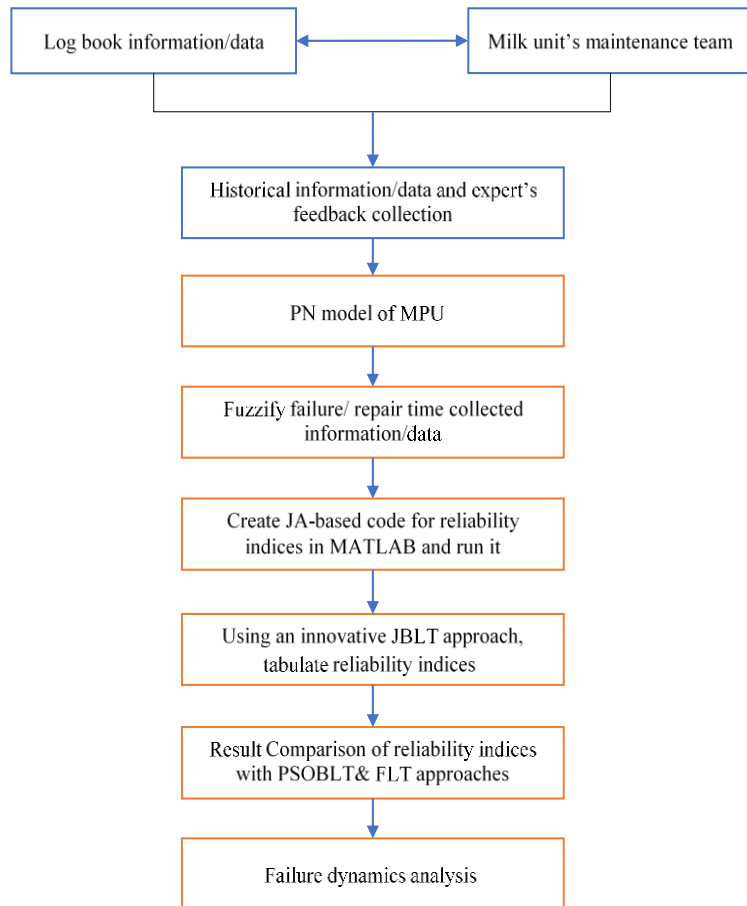 Log book information/data
Milk unit's maintenance team
Historical information/data and expert's
feedback collection
PN model of MPU
Fuzzify failure/ repair time collected
information/data
Create JA-based code for reliability
indices in MATLAB and run it
Using an innovative JBLT approach,
tabulate reliability indices
Result Comparison of reliability indices
with PSOBLT& FLT approaches
Failure dynamics analysis